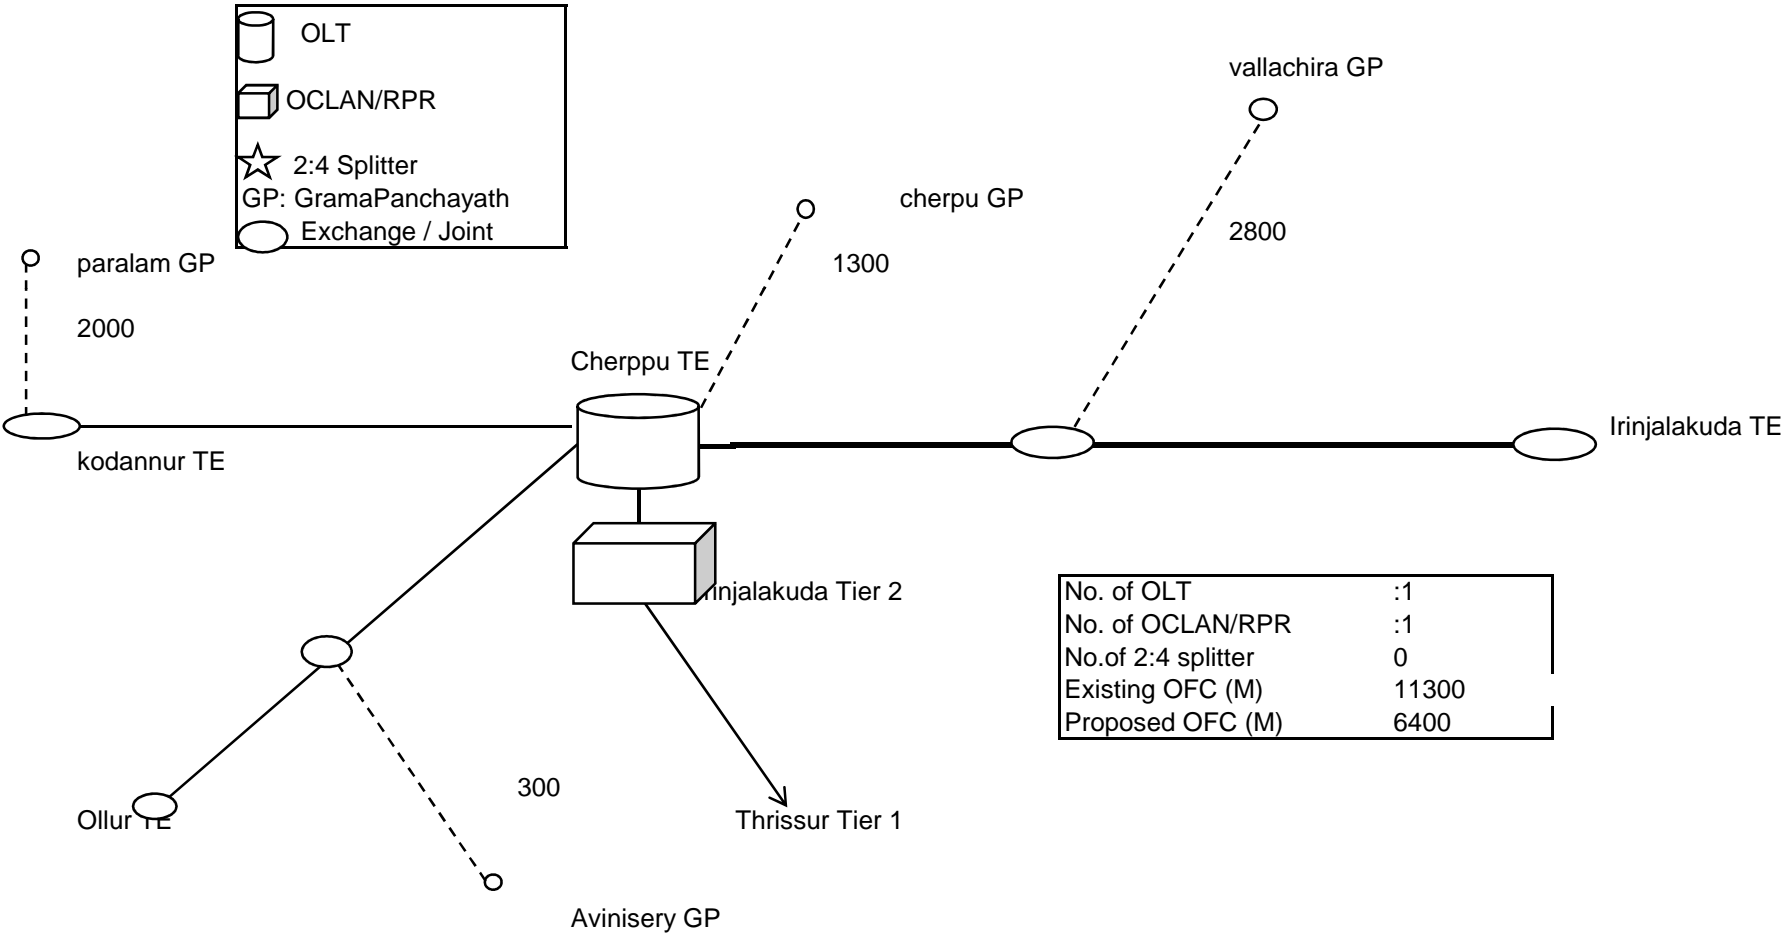 OLT
OCLAN/RPR
2:4 Splitter
GP: GramaPanchayath
Exchange / Joint
vallachira GP
cherpu GP
2800
1300
paralam GP
2000
Cherppu TE
Irinjalakuda TE
kodannur TE
rinjalakuda Tier 2
No. of OLT :1
No. of OCLAN/RPR :1
No.of 2:4 splitter 0
Existing OFC (M) 11300
Proposed OFC (M) 6400
300
Ollur TE
Thrissur Tier 1
Avinisery GP